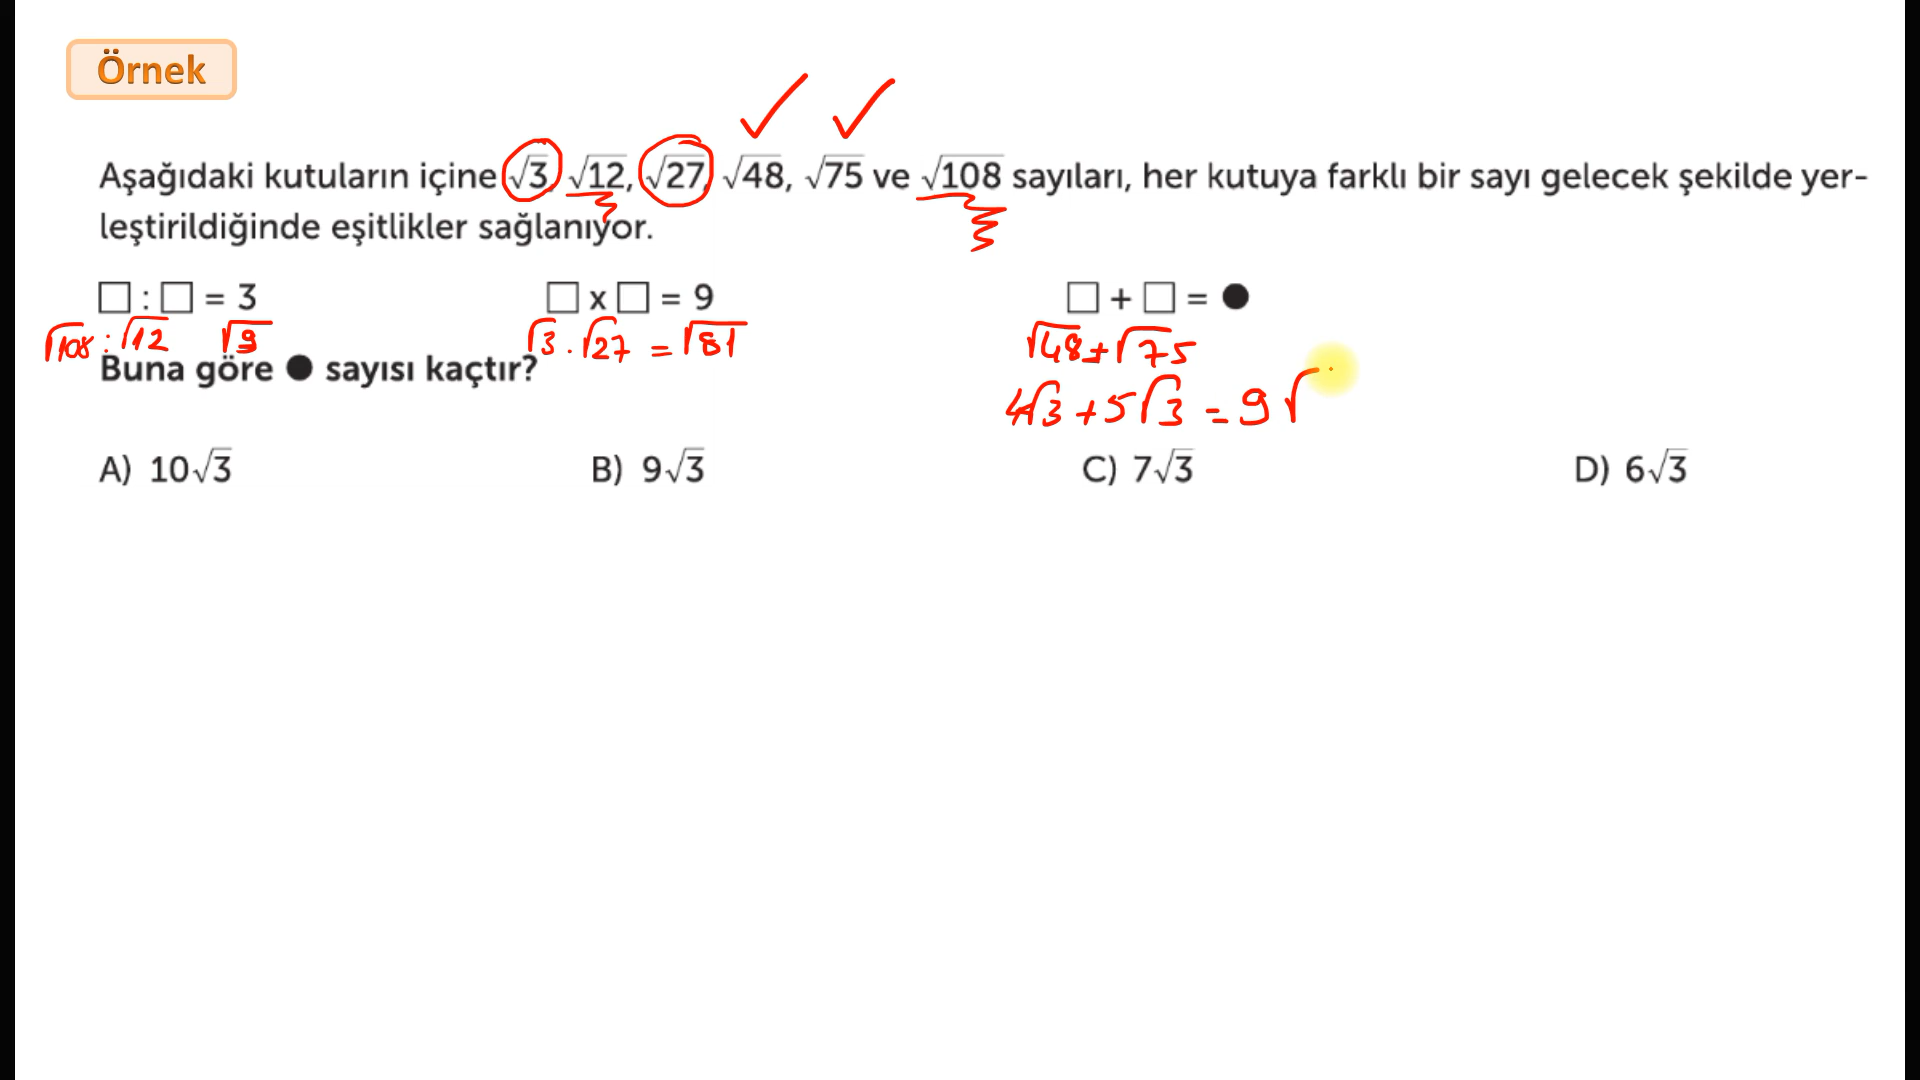 Örnek
Aşağıdaki kutuların içine √3, √12, √27, √48, √75 ve √108 sayıları, her kutuya farklı bir sayı gelecek şekilde yer-
leştirildiğinde eşitlikler sağlanıyor.
□ : □ = 3 □ x □ = 9 □ + □ = ●
√108 : √12 √9 √3 . √27 = √81 √48 + √75
Buna göre ● sayısı kaçtır?
4√3 + 5√3 = 9√
A) 10√3 B) 9√3 C) 7√3 D) 6√3